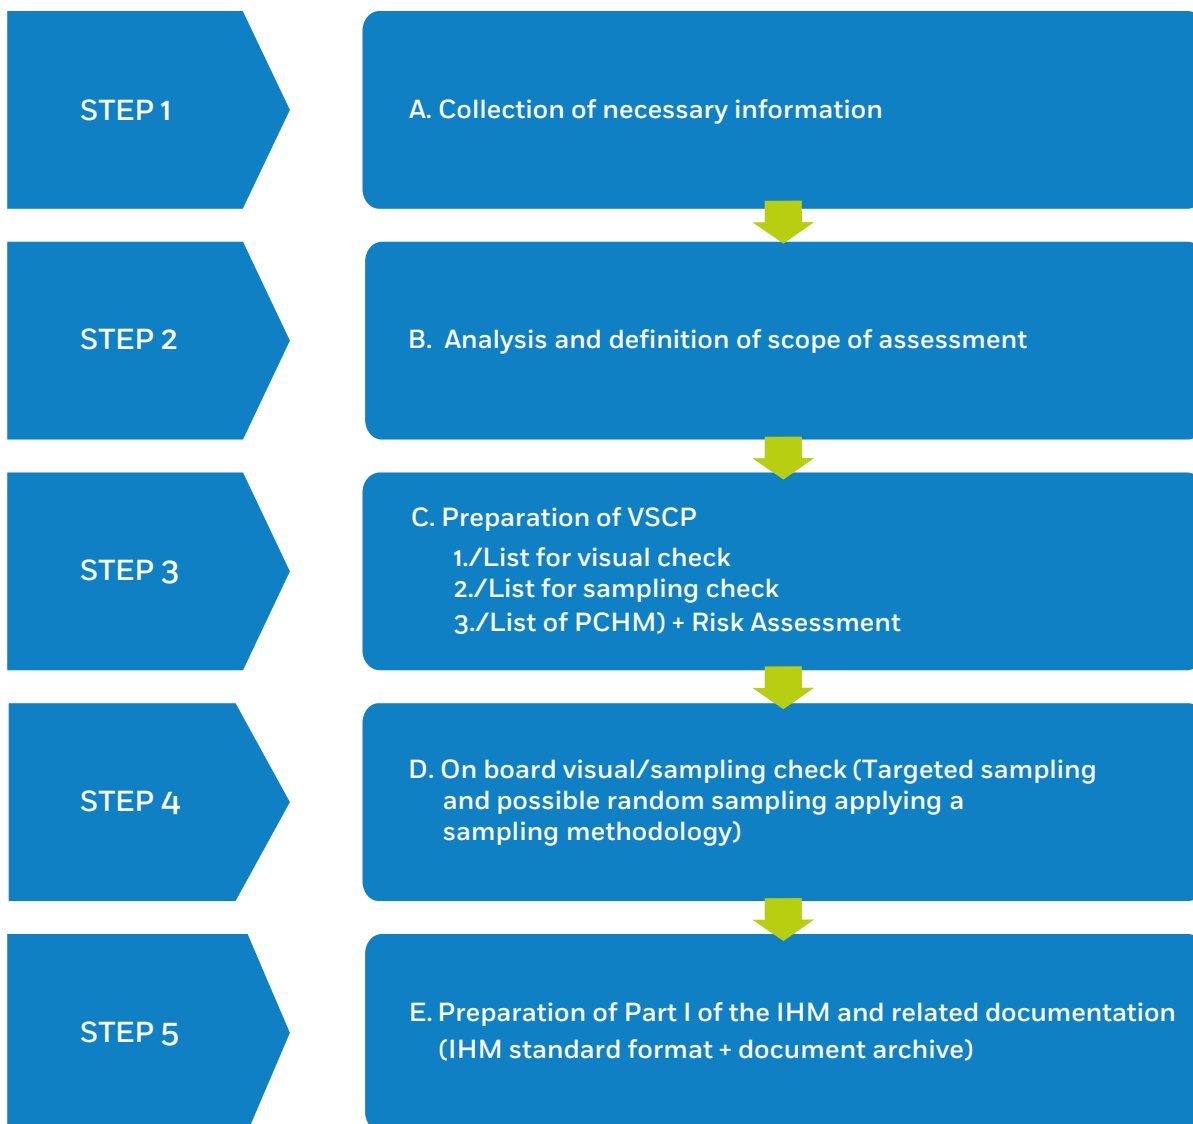 STEP 1
A. Collection of necessary information
STEP 2
B. Analysis and definition of scope of assessment
STEP 3
C. Preparation of VSCP
1./List for visual check
2./List for sampling check
3./List of PCHM) + Risk Assessment
STEP 4
D. On board visual/sampling check (Targeted sampling
and possible random sampling applying a
sampling methodology)
STEP 5
E. Preparation of Part I of the IHM and related documentation
(IHM standard format + document archive)